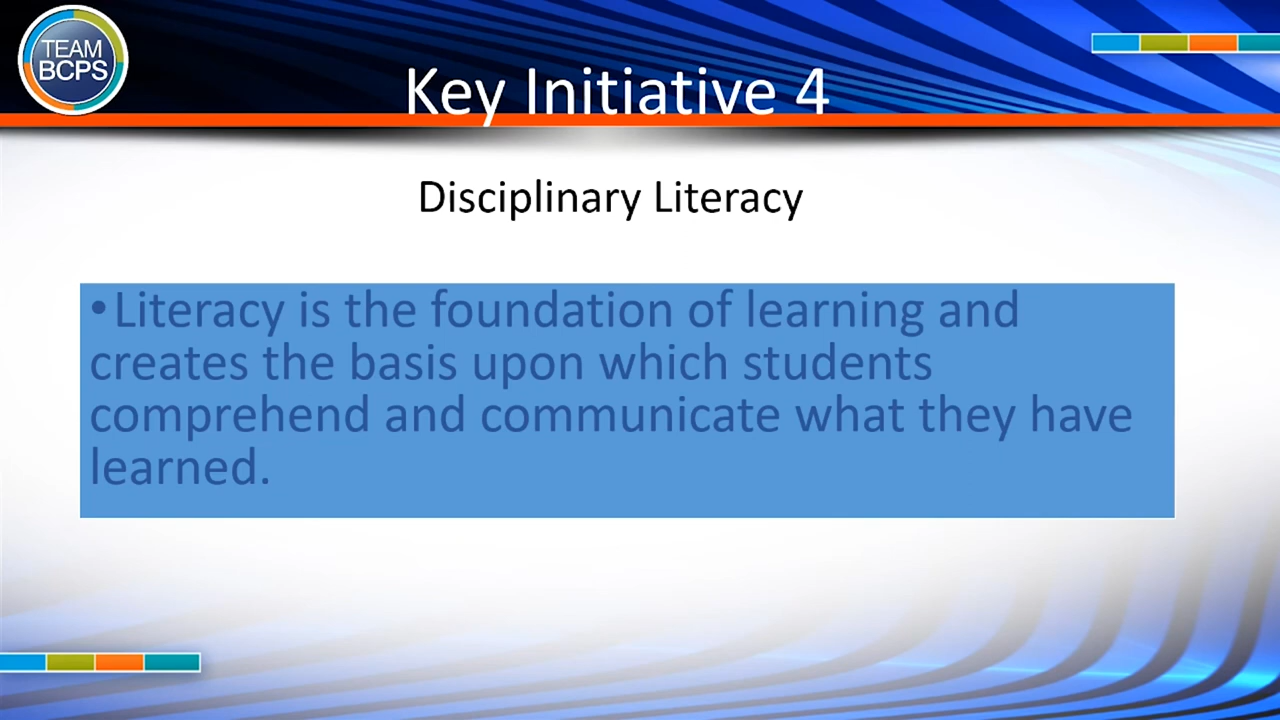 TEAM
BCPS
Key Initiative 4
Disciplinary Literacy
•Literacy is the foundation of learning and
creates the basis upon which students
comprehend and communicate what they have
learned.